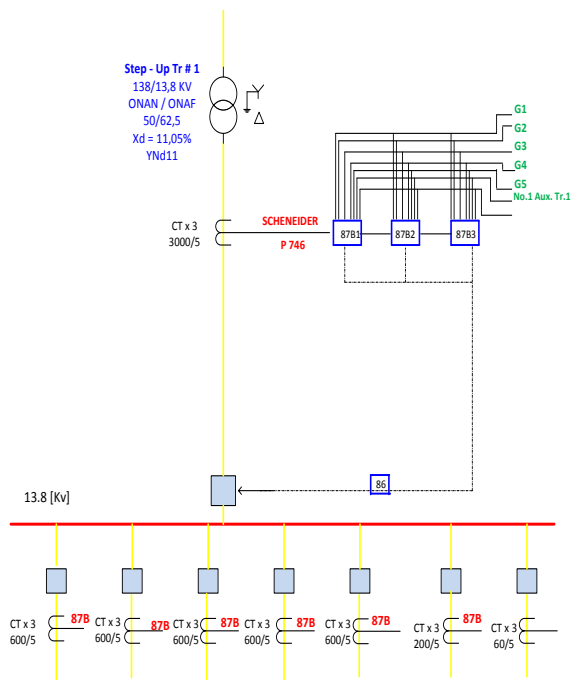 Step - Up Tr # 1
138/13,8 KV
ONAN / ONAF
50/62,5
Xd = 11,05%
YNd11
G1
G2
G3
G4
G5
No.1 Aux. Tr.1
CT x 3
3000/5
SCHENEIDER
P 746
87B1
87B2
87B3
86
13.8 [Kv]
CT x 3
600/5
87B
CT x 3
600/5
87B
CT x 3
600/5
87B
CT x 3
600/5
87B
CT x 3
600/5
87B
CT x 3
200/5
87B
CT x 3
60/5